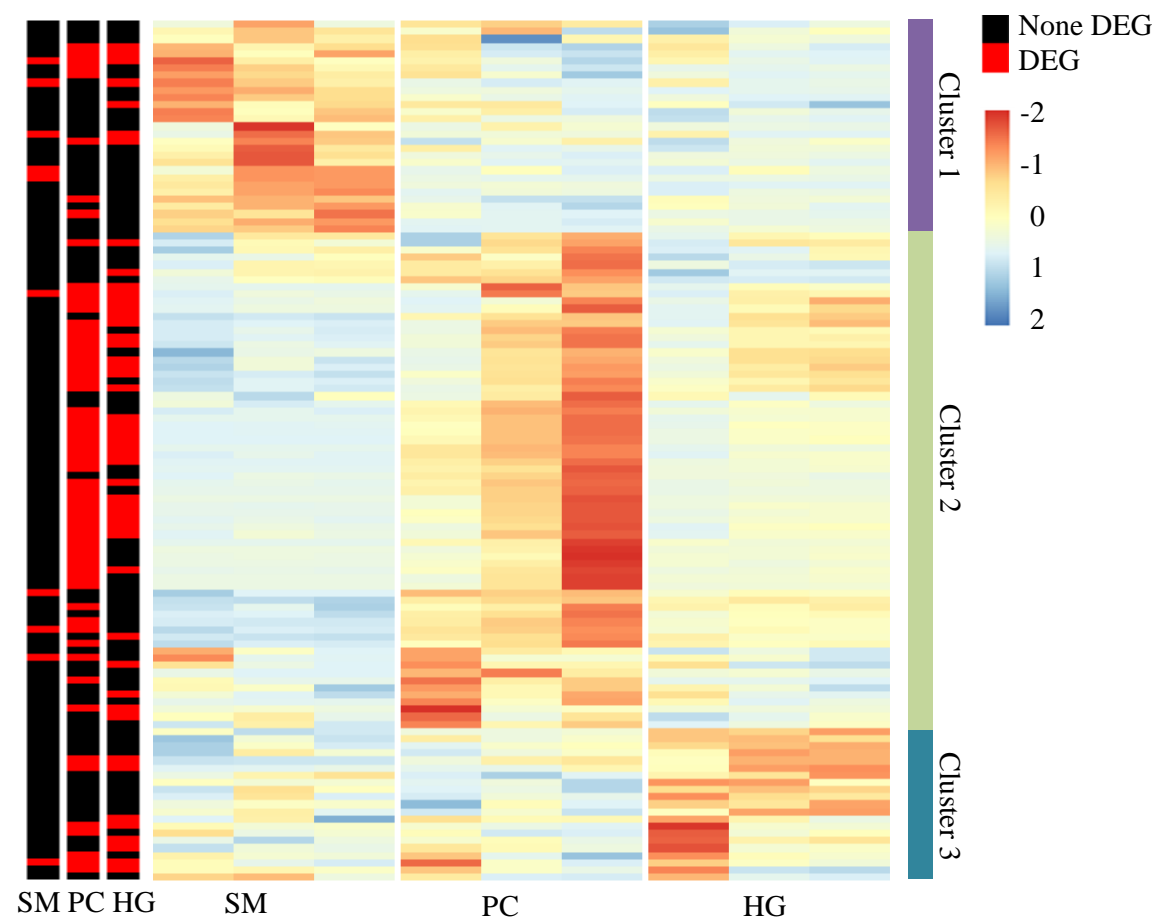 None DEG
DEG
-2
-1
0
1
2
Cluster 1
Cluster 2
Cluster 3
SM PC HG
SM
PC
HG